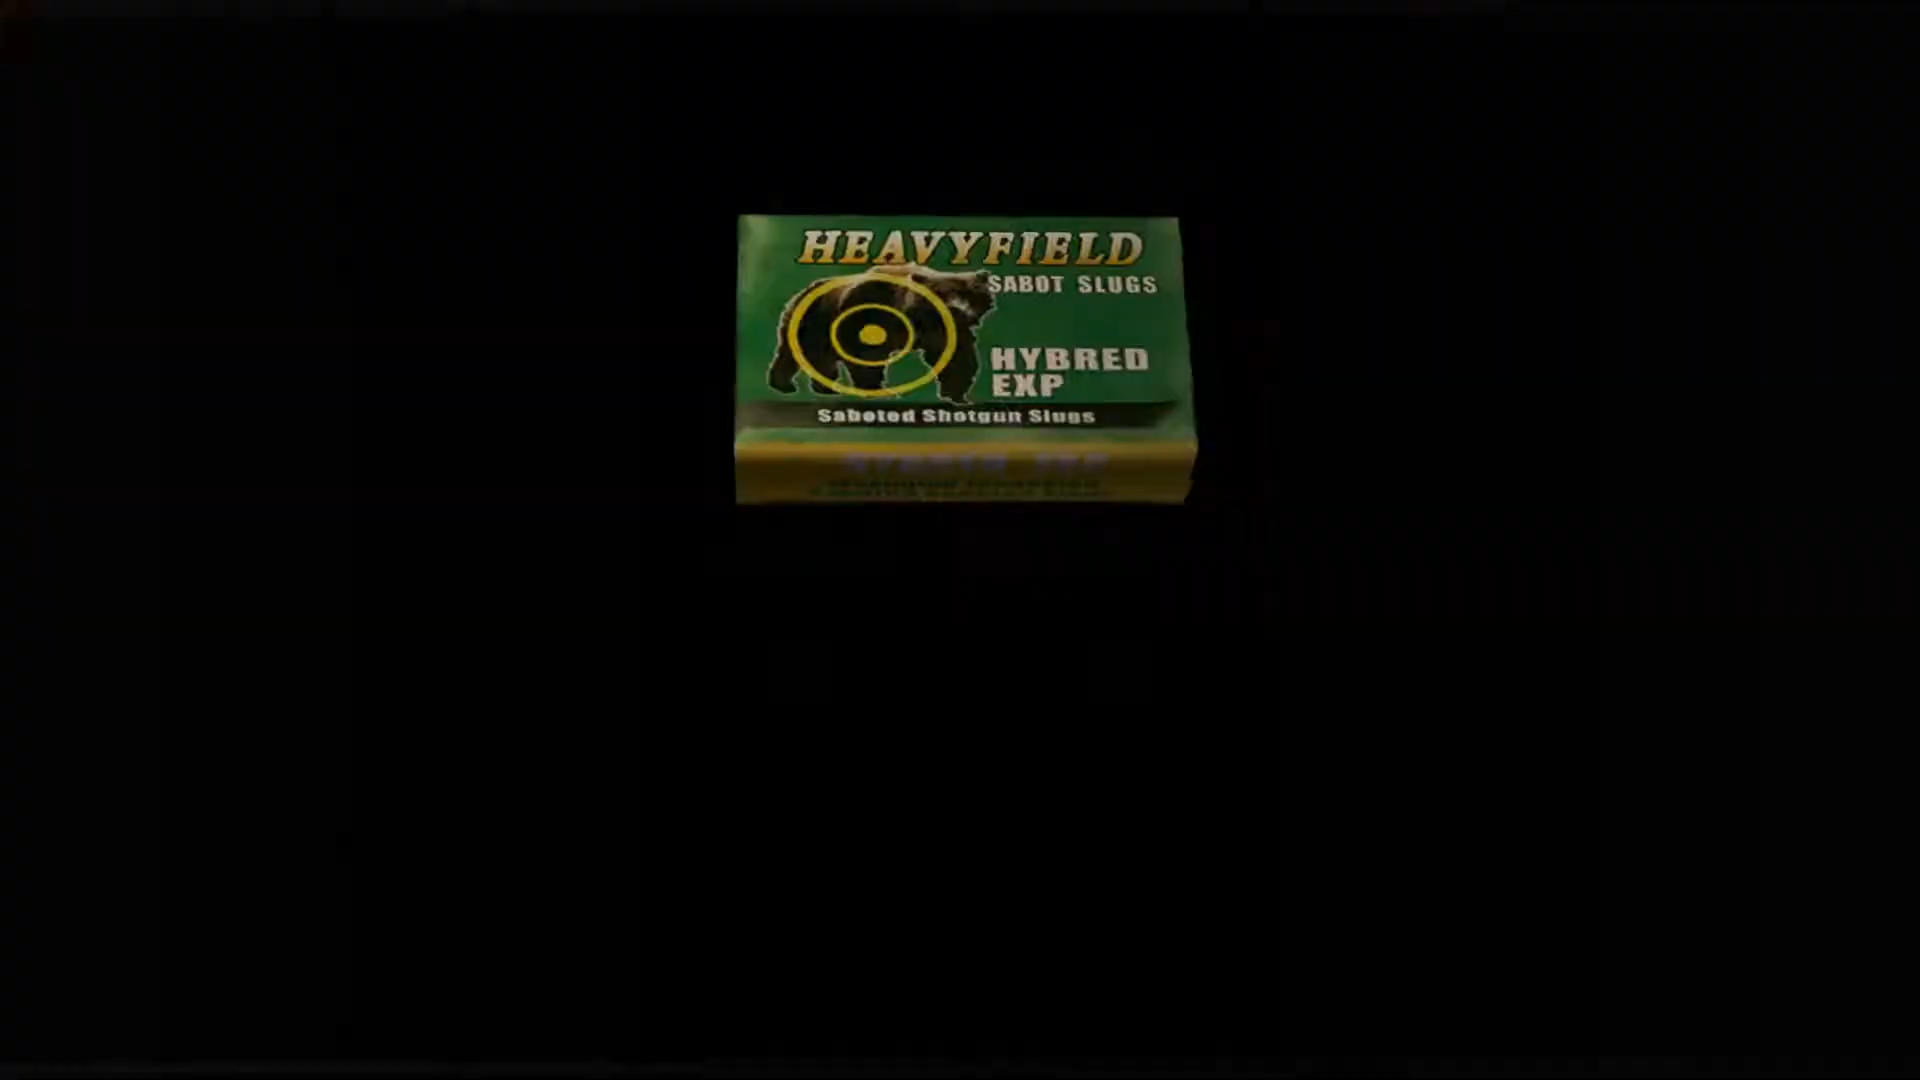 HEAVYFIELD
SABOT SLUGS
HYBRED
EXP
Saboted Shotgun Slugs